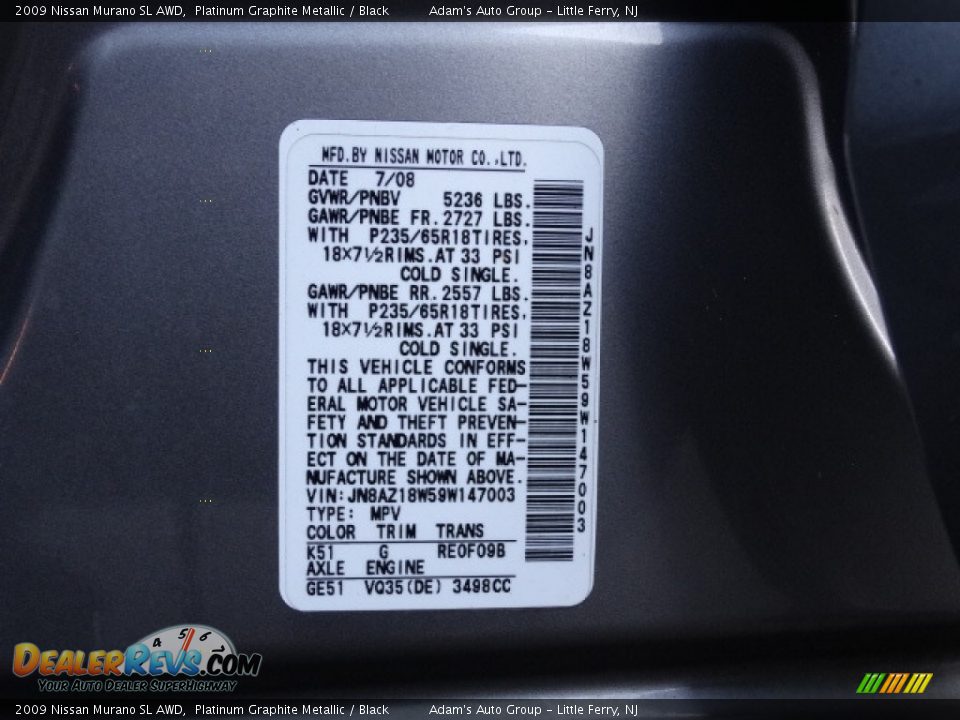 2009 Nissan Murano SL AWD, Platinum Graphite Metallic / Black Adam's Auto Group - Little Ferry, NJ
MFD.BY NISSAN MOTOR CO.,LTD.
DATE 7/08
GVWR/PNBV 5236 LBS.
GAWR/PNBE FR. 2727 LBS.
WITH P235/65R18TIRES,
18×7½RIMS.AT 33 PSI
COLD SINGLE.
GAWR/PNBE RR. 2557 LBS.
WITH P235/65R18TIRES,
18×7½RIMS.AT 33 PSI
COLD SINGLE.
THIS VEHICLE CONFORMS
TO ALL APPLICABLE FED-
ERAL MOTOR VEHICLE SA-
FETY AND THEFT PREVEN-
TION STANDARDS IN EFF-
ECT ON THE DATE OF MA-
NUFACTURE SHOWN ABOVE.
VIN:JN8AZ18W59W147003
TYPE: MPV
COLOR TRIM TRANS
K51 G RE0F09B
AXLE ENGINE
GE51 VQ35(DE) 3498CC
JN8AZ18W59W147003
4 5 6 7
DealerRevs.com
Your Auto Dealer SuperHighway
2009 Nissan Murano SL AWD, Platinum Graphite Metallic / Black Adam's Auto Group - Little Ferry, NJ